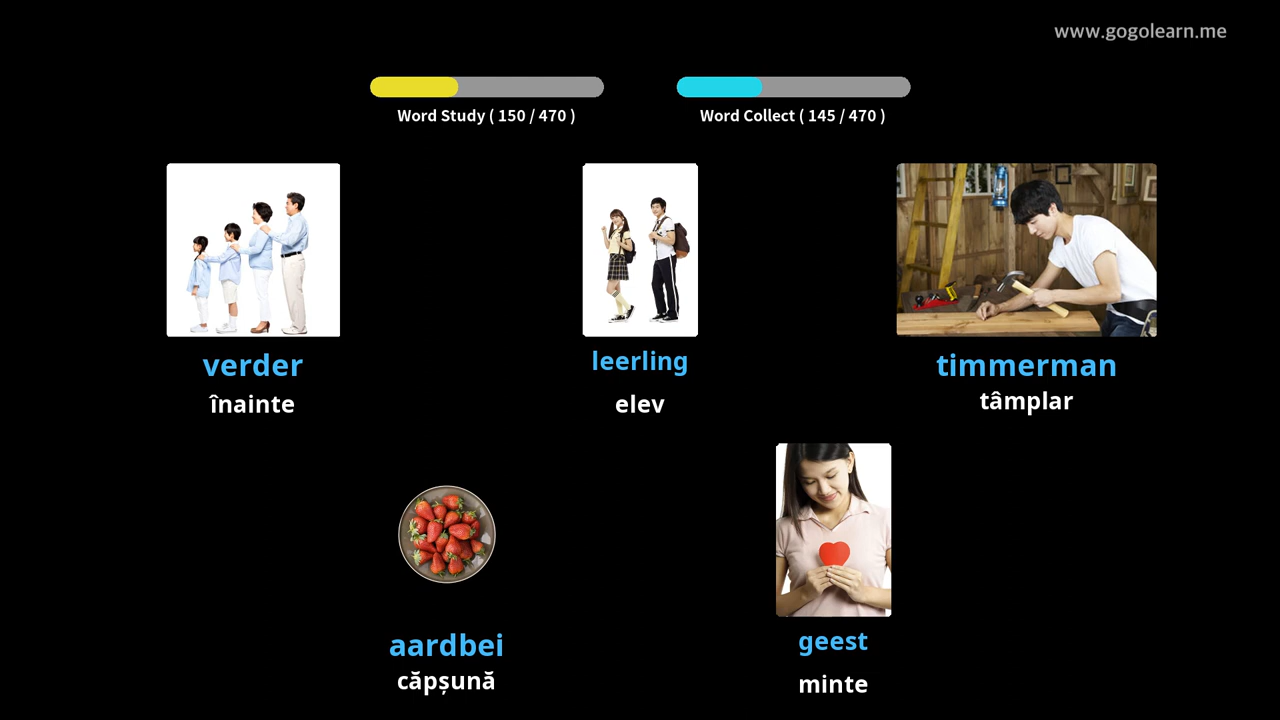 www.gogolearn.me
Word Study ( 150 / 470 )
Word Collect ( 145 / 470 )
verder
înainte
leerling
elev
timmerman
tâmplar
aardbei
căpșună
geest
minte